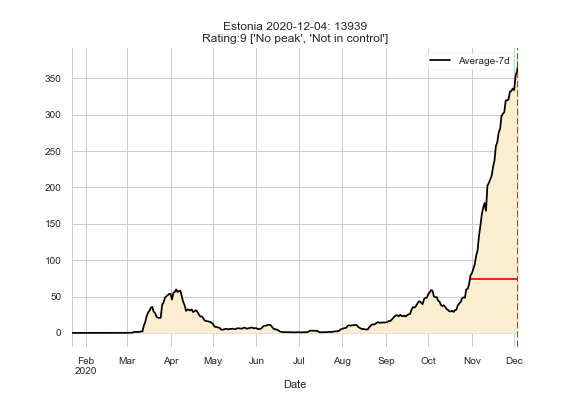 Estonia 2020-12-04: 13939
Rating:9 ['No peak', 'Not in control']
Average-7d
350
300
250
200
150
100
50
0
Feb Mar Apr May Jun Jul Aug Sep Oct Nov Dec
2020
Date